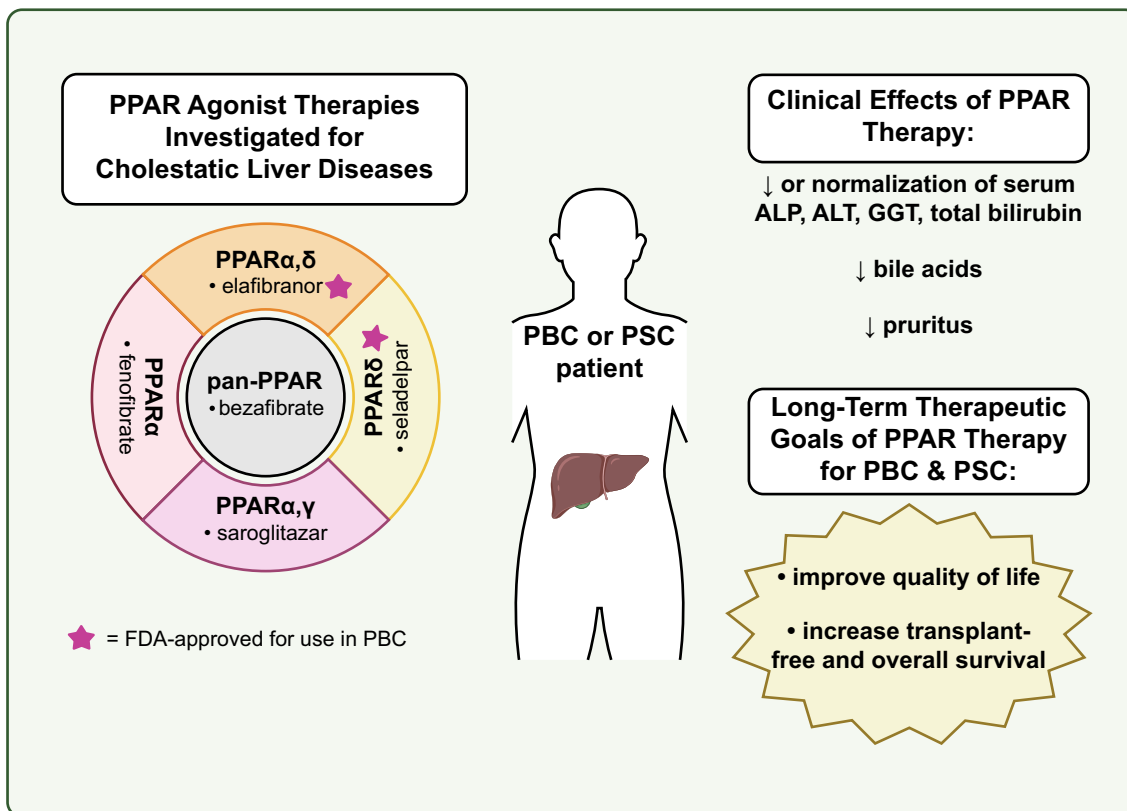 PPAR Agonist Therapies
Investigated for
Cholestatic Liver Diseases
PPARα,δ
• elafibranor
PPARα
• fenofibrate
pan-PPAR
• bezafibrate
PPARδ
• seladelpar
PPARα,γ
• saroglitazar
= FDA-approved for use in PBC
PBC or PSC
patient
Clinical Effects of PPAR
Therapy:
↓ or normalization of serum
ALP, ALT, GGT, total bilirubin
↓ bile acids
↓ pruritus
Long-Term Therapeutic
Goals of PPAR Therapy
for PBC & PSC:
• improve quality of life
• increase transplant-
free and overall survival